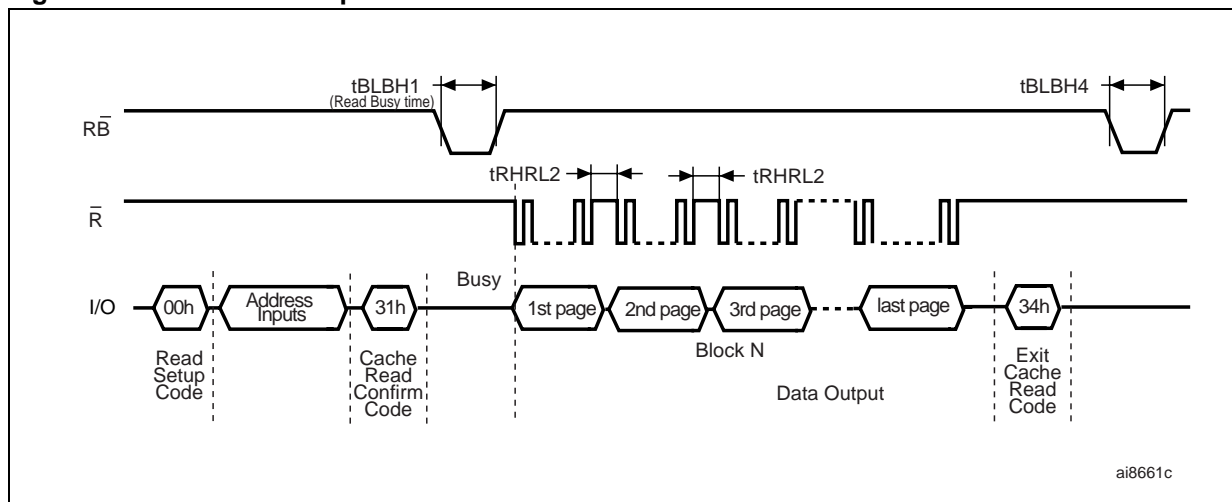 tBLBH1
(Read Busy time)
tBLBH4
RB
tRHRL2
tRHRL2
R
Busy
I/O
00h
Address
Inputs
31h
1st page
2nd page
3rd page
last page
34h
Read
Setup
Code
Cache
Read
Confirm
Code
Block N
Data Output
Exit
Cache
Read
Code
ai8661c